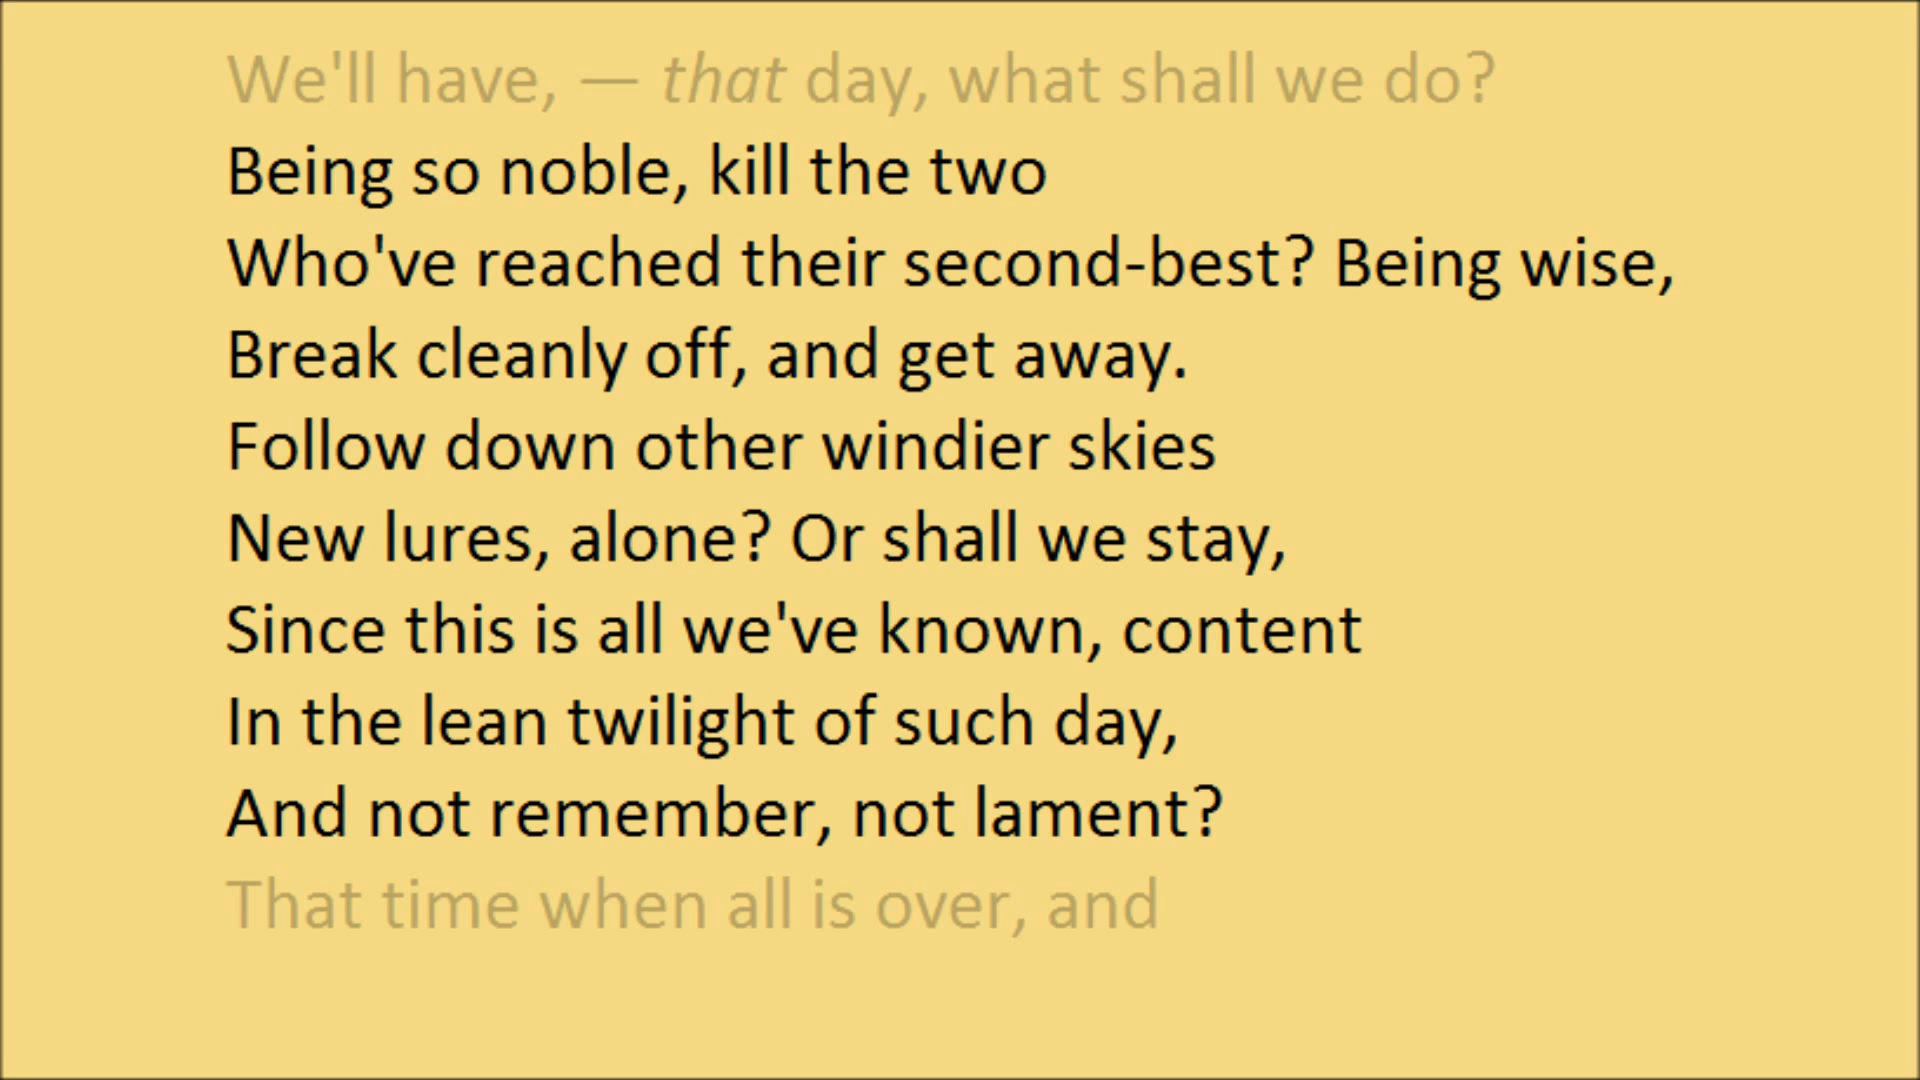 We'll have, — that day, what shall we do?
Being so noble, kill the two
Who've reached their second-best? Being wise,
Break cleanly off, and get away.
Follow down other windier skies
New lures, alone? Or shall we stay,
Since this is all we've known, content
In the lean twilight of such day,
And not remember, not lament?
That time when all is over, and